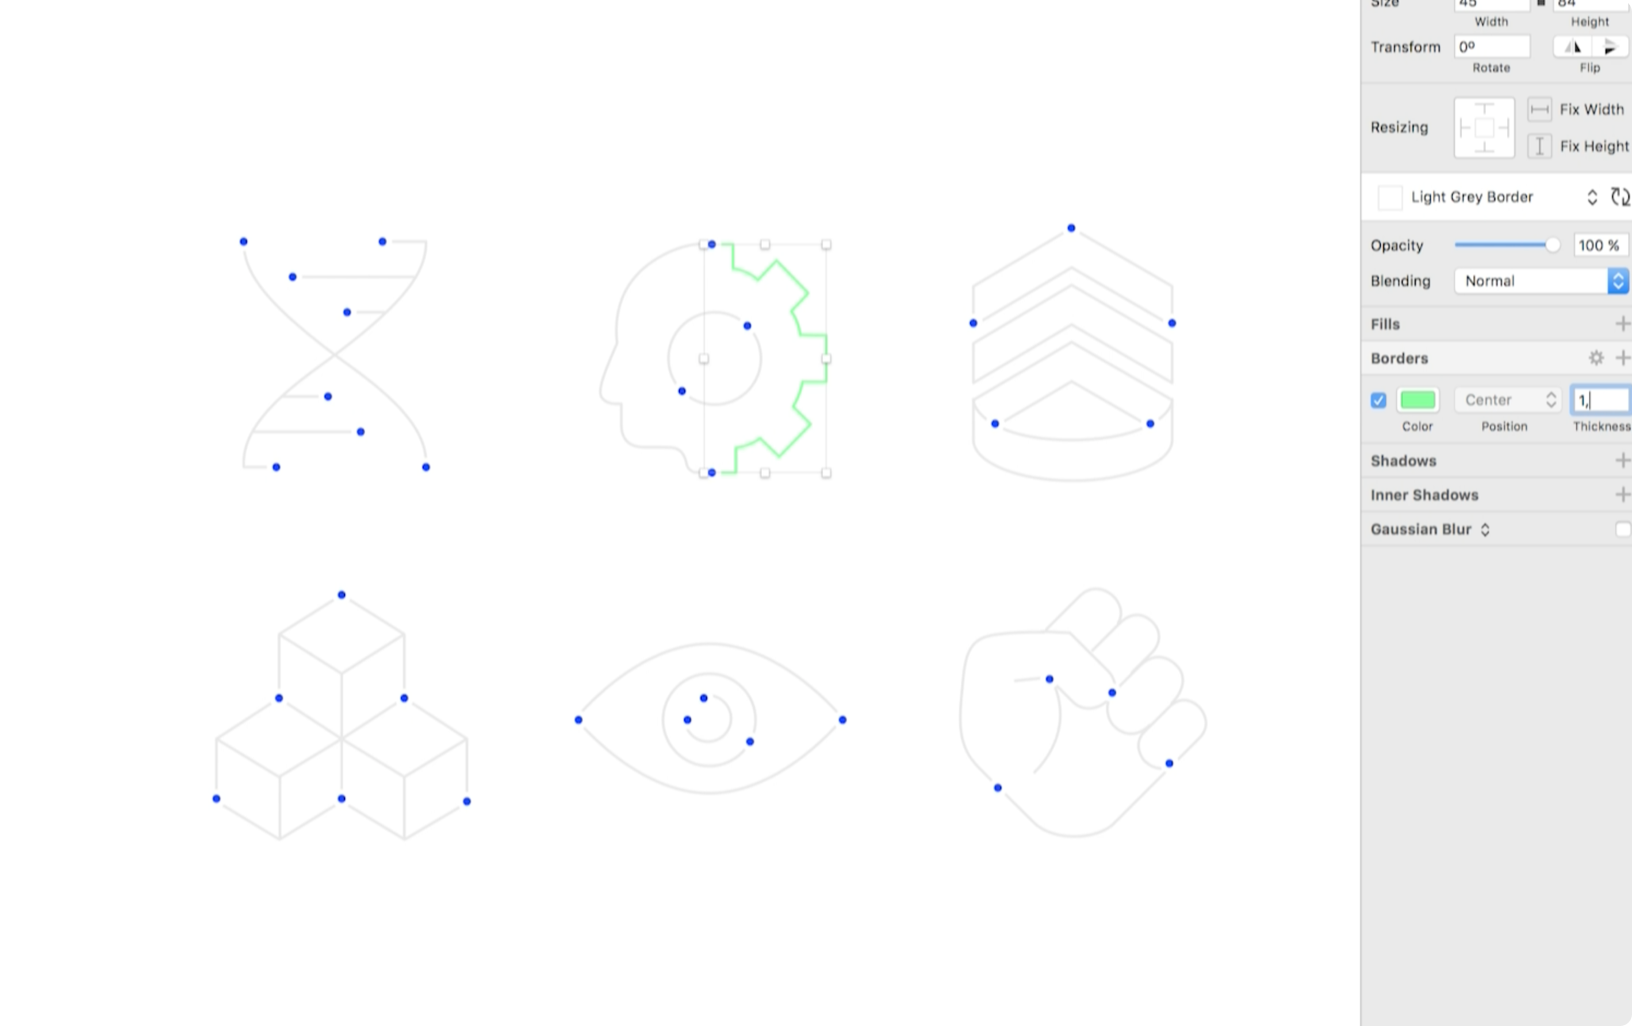 Size 45 84
Width Height
Transform 0º
Rotate Flip
Resizing Fix Width
Fix Height
Light Grey Border
Opacity 100 %
Blending Normal
Fills
Borders
Center 1,
Color Position Thickness
Shadows
Inner Shadows
Gaussian Blur